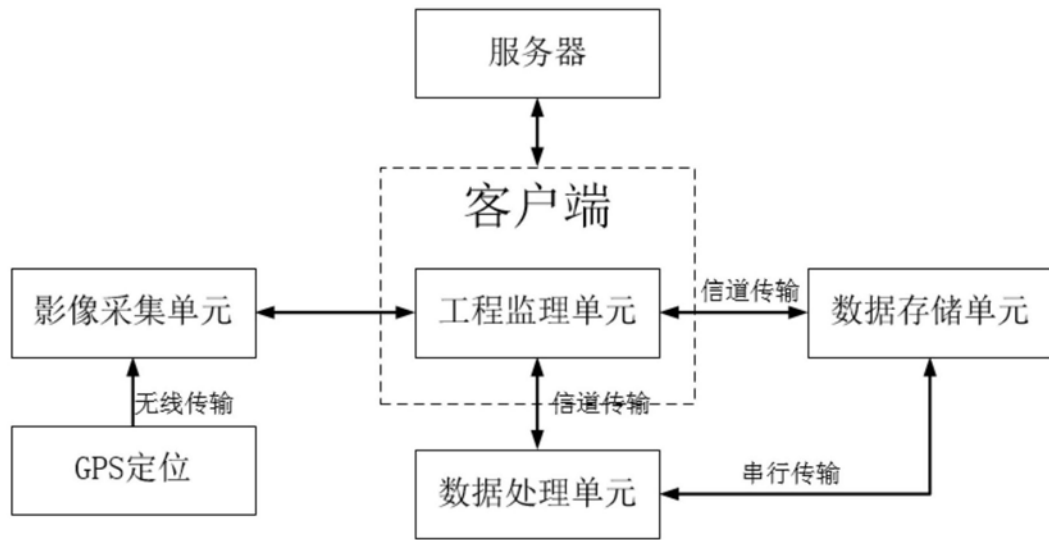 服务器
客户端
影像采集单元
工程监理单元
信道传输
数据存储单元
无线传输
信道传输
GPS定位
数据处理单元
串行传输